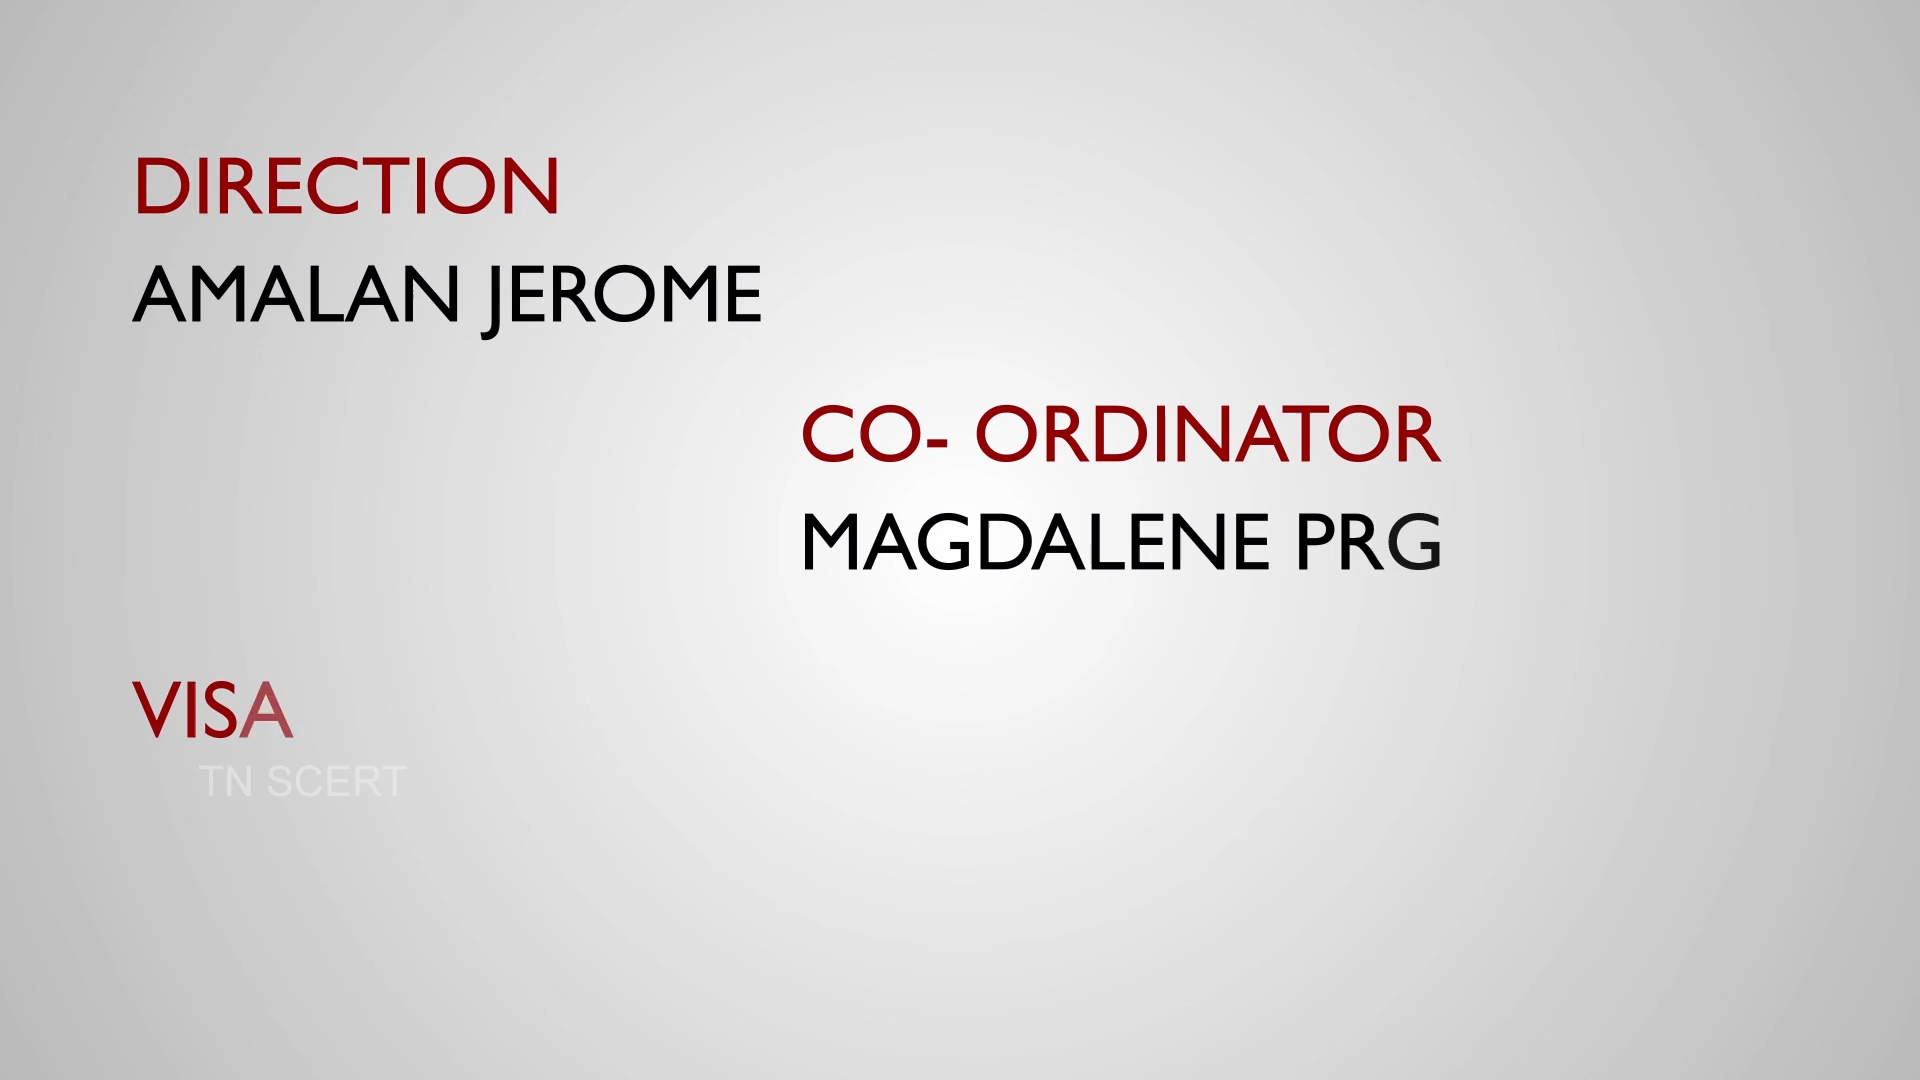 DIRECTION
AMALAN JEROME
CO- ORDINATOR
MAGDALENE PRG
VISA
TN SCERT